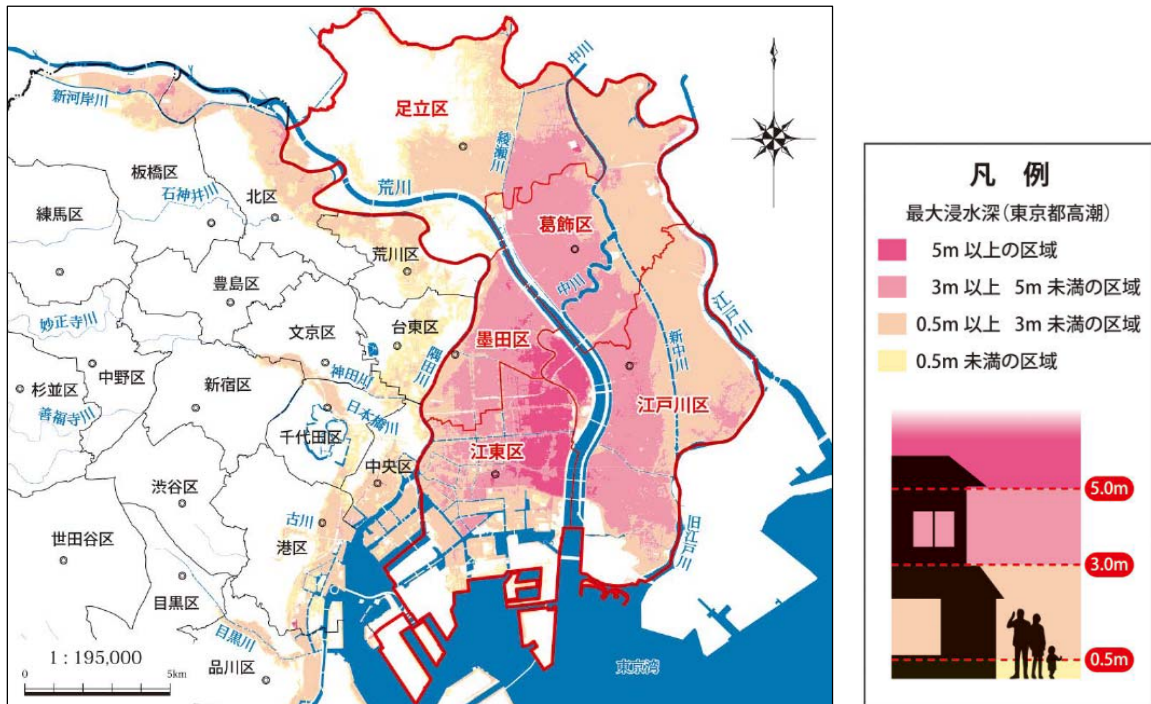 新河岸川
中川
足立区
綾瀬川
板橋区
石神井川
北区
荒川
練馬区
葛飾区
荒川区
豊島区
中川
江戸川
妙正寺川
文京区
台東区
隅田川
墨田区
新中川
中野区
神田川
杉並区
新宿区
江戸川区
善福寺川
日本橋川
千代田区
江東区
中央区
渋谷区
古川
旧江戸川
世田谷区
港区
目黒区
目黒川
1 : 195,000
品川区
0
5km
東京湾
凡 例
最大浸水深(東京都高潮)
5m 以上の区域
3m 以上 5m 未満の区域
0.5m 以上 3m 未満の区域
0.5m 未満の区域
5.0m
3.0m
0.5m